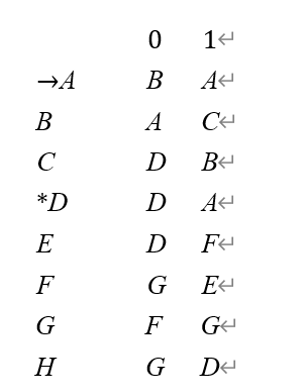 0 1↵
→A B A↵
B A C↵
C D B↵
*D D A↵
E D F↵
F G E↵
G F G↵
H G D↵